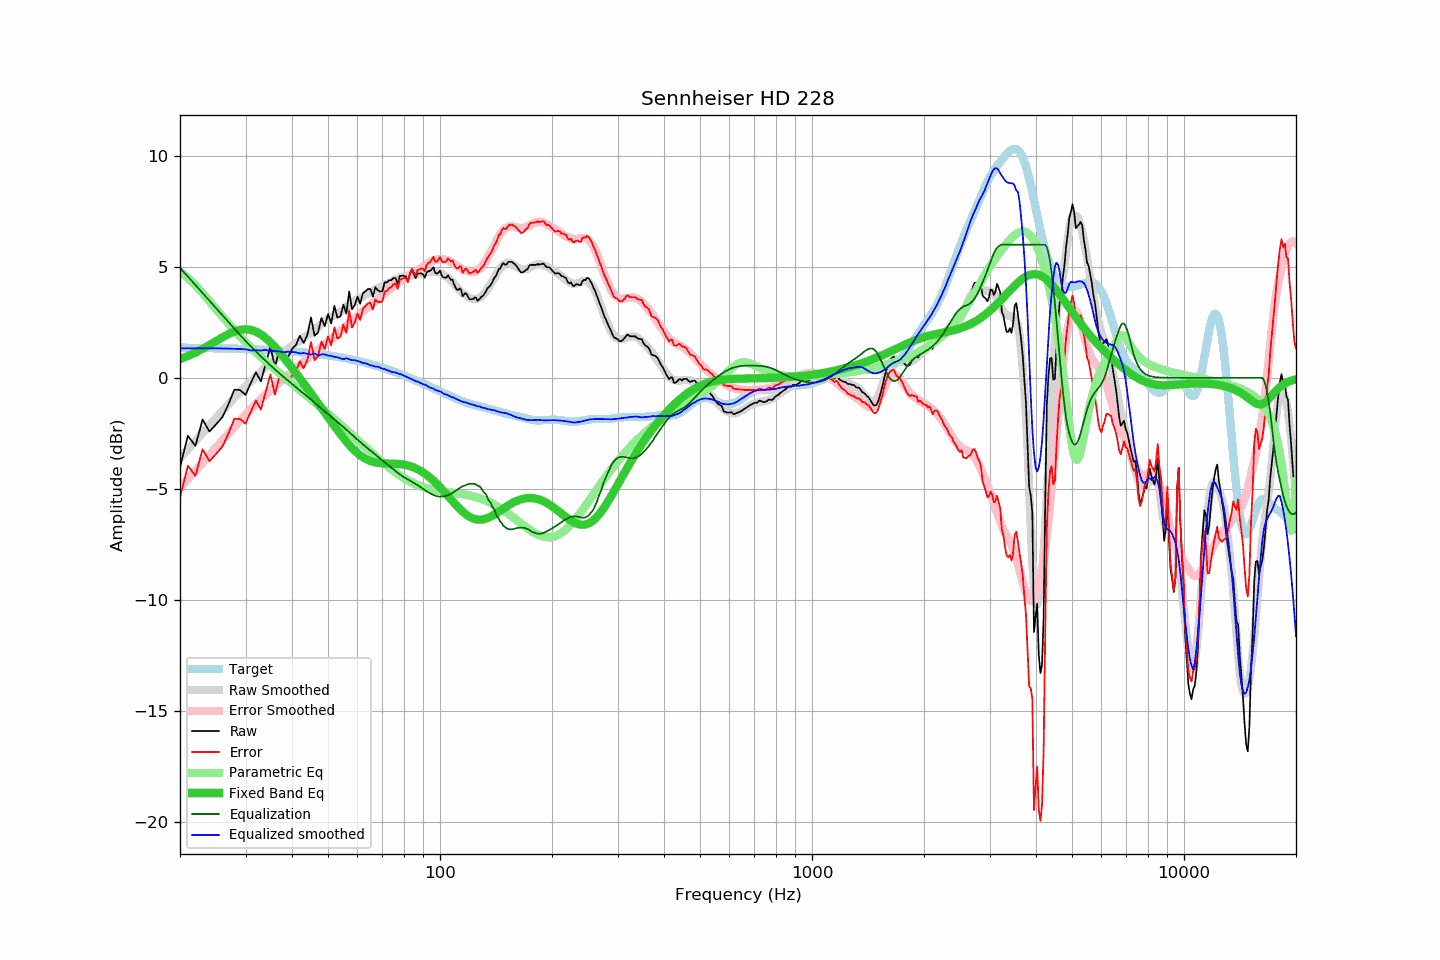 Sennheiser HD 228
Amplitude (dBr)
10
5
0
−5
−10
−15
−20
Target
Raw Smoothed
Error Smoothed
Raw
Error
Parametric Eq
Fixed Band Eq
Equalization
Equalized smoothed
100
1000
10000
Frequency (Hz)